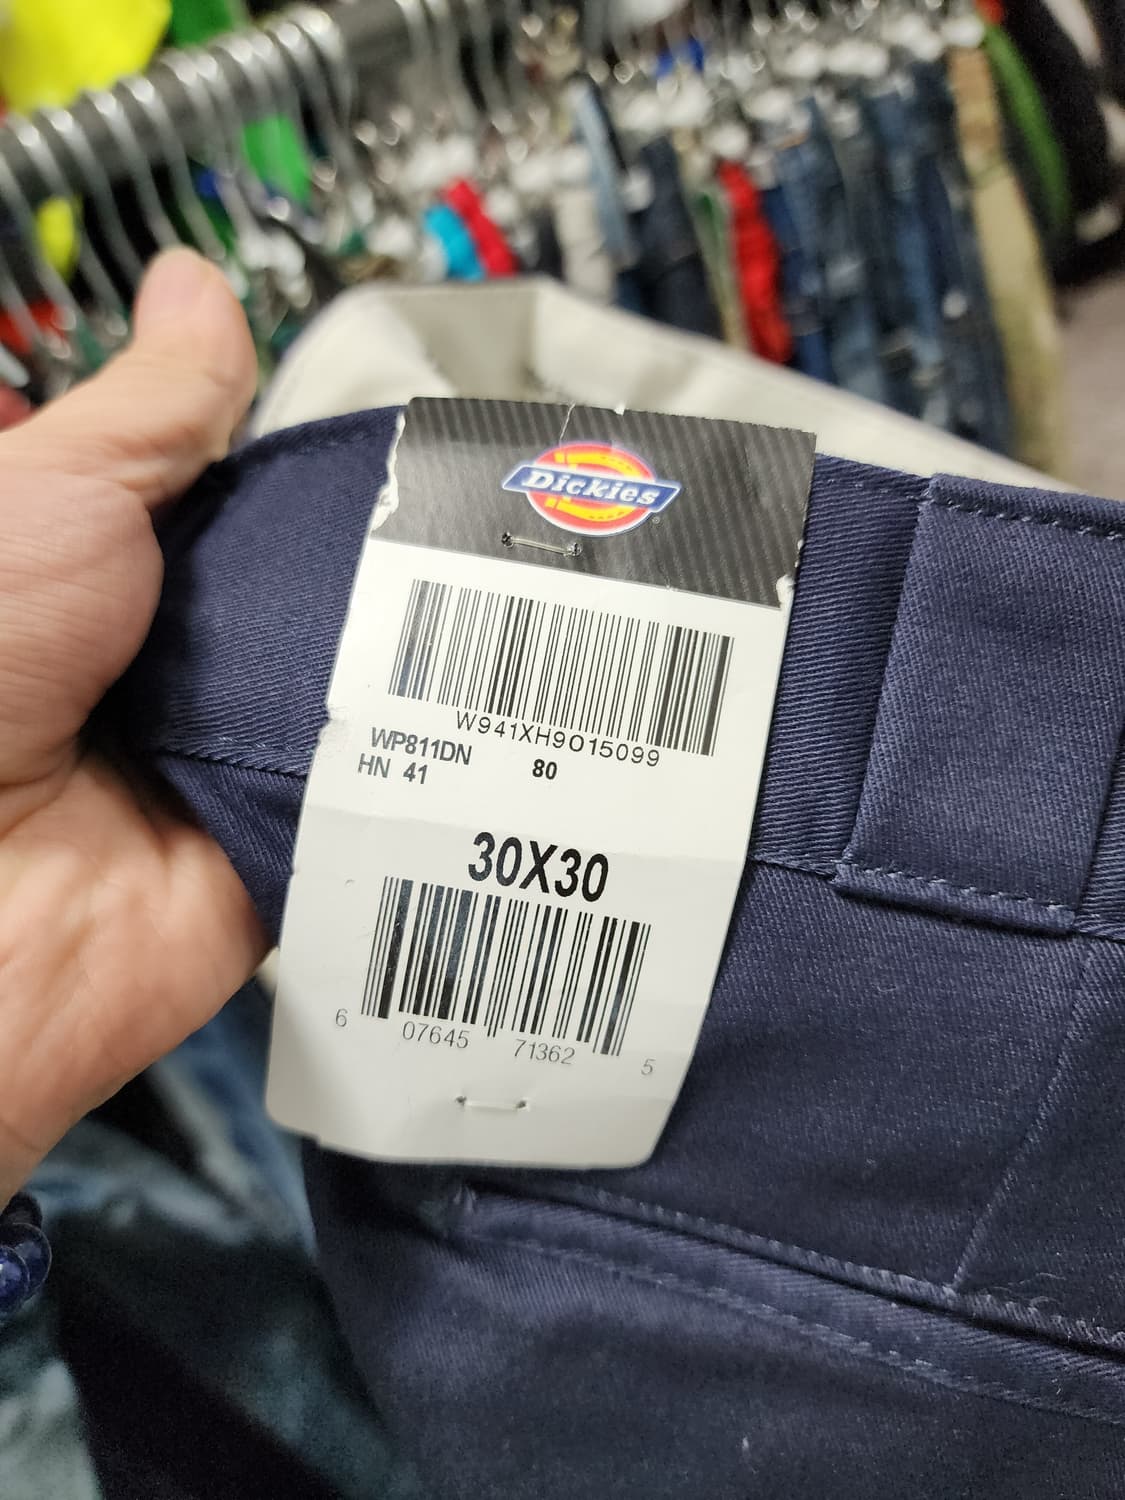 Dickies
W941XH9015099
WP811DN
HN 41
80
30X30
6 07645 71362 5